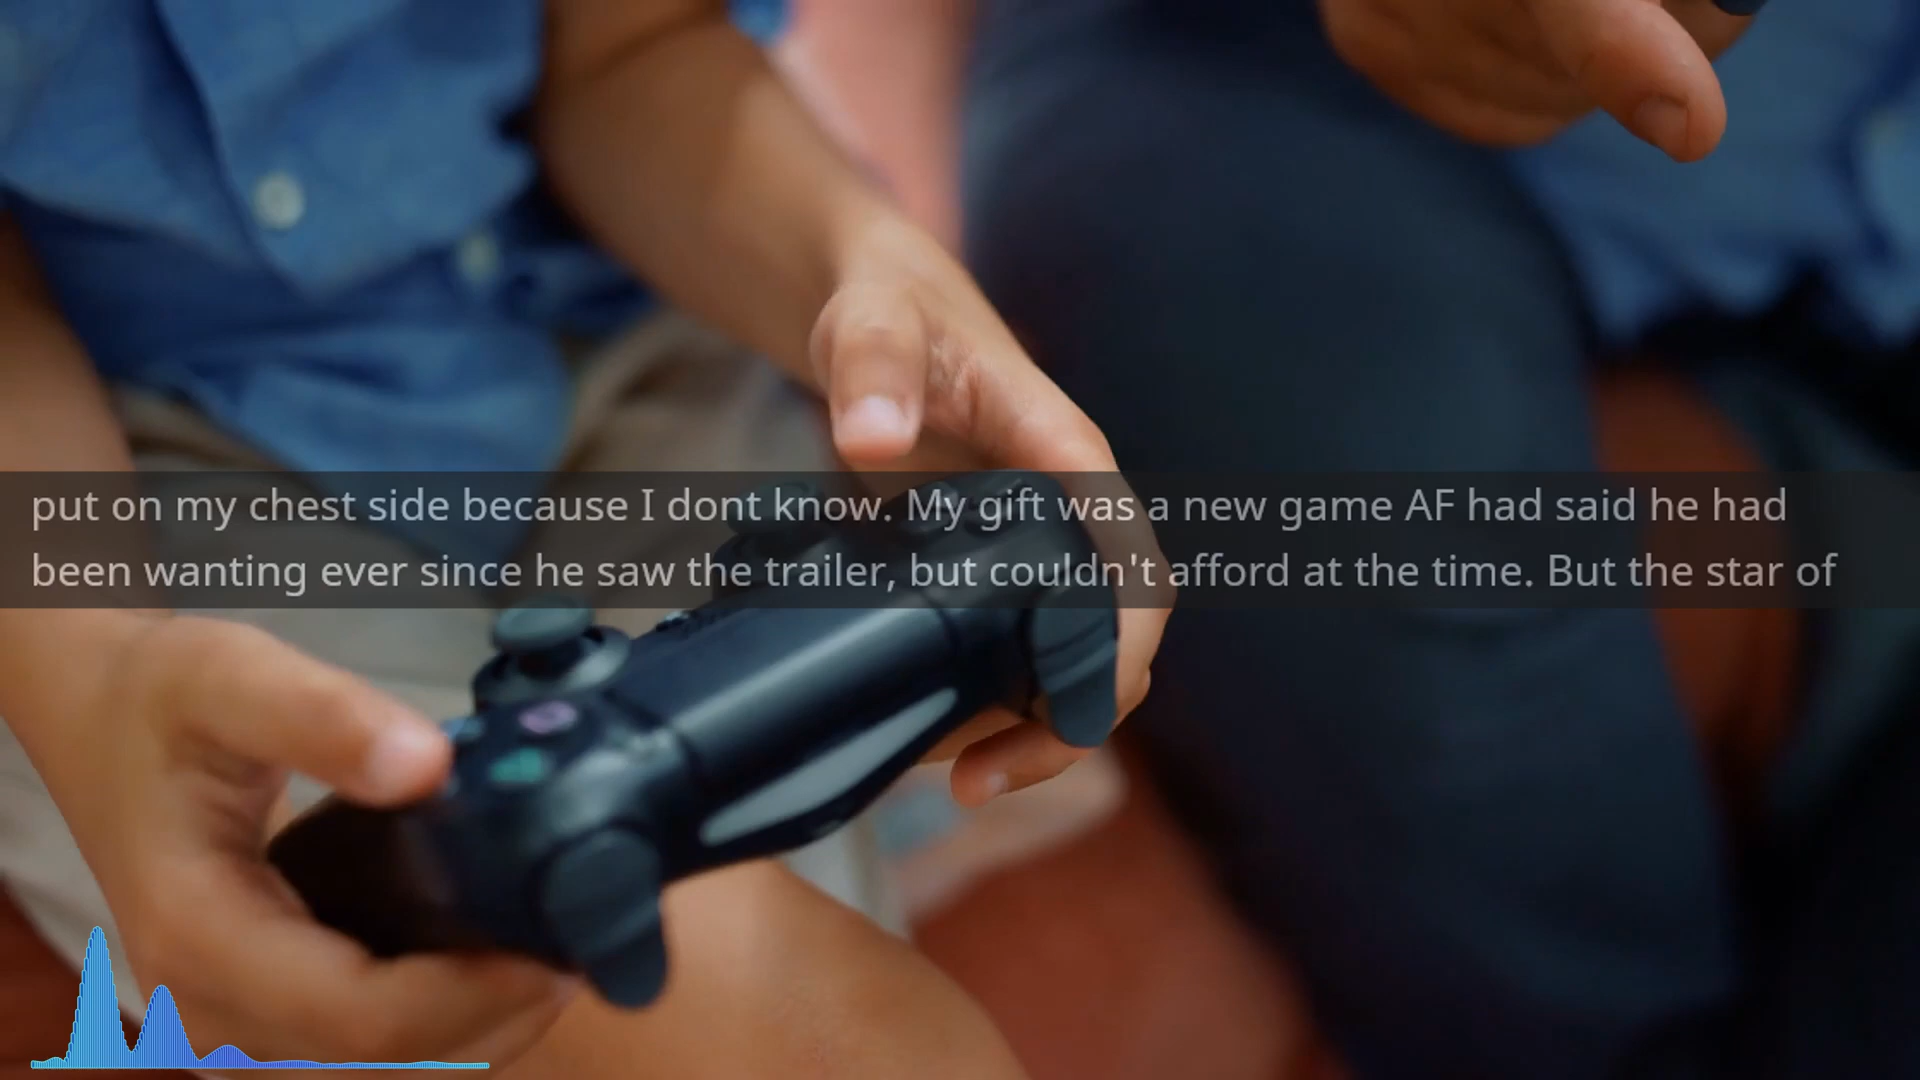 put on my chest side because I dont know. My gift was a new game AF had said he had
been wanting ever since he saw the trailer, but couldn't afford at the time. But the star of